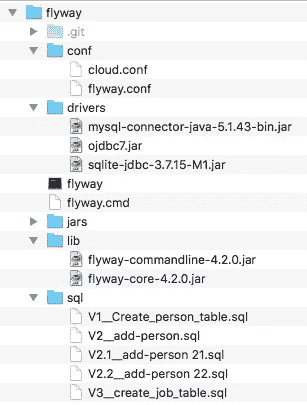 flyway
.git
conf
cloud.conf
flyway.conf
drivers
mysql-connector-java-5.1.43-bin.jar
ojdbc7.jar
sqlite-jdbc-3.7.15-M1.jar
flyway
flyway.cmd
jars
lib
flyway-commandline-4.2.0.jar
flyway-core-4.2.0.jar
sql
V1__Create_person_table.sql
V2__add-person.sql
V2.1__add-person 21.sql
V2.2__add-person 22.sql
V3__create_job_table.sql